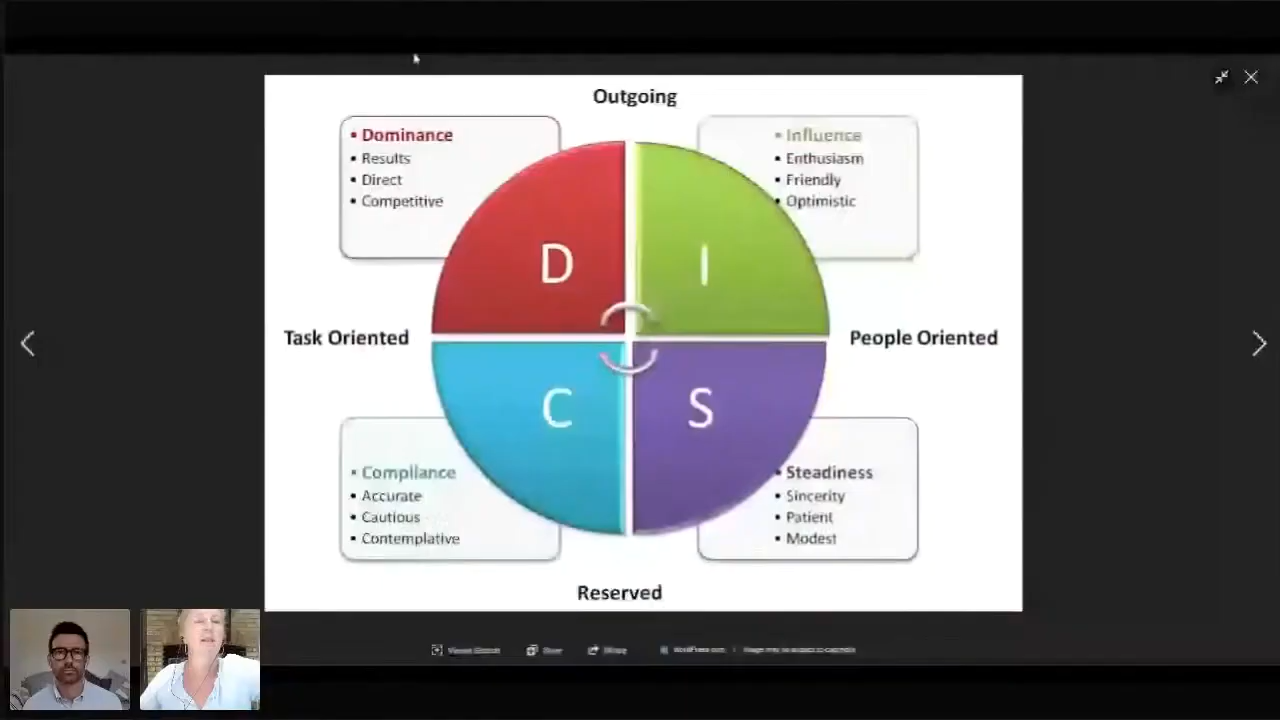 Outgoing
▪ Dominance
▪ Results
▪ Direct
▪ Competitive
▪ Influence
▪ Enthusiasm
▪ Friendly
▪ Optimistic
D
I
Task Oriented
People Oriented
C
S
▪ Compliance
▪ Accurate
▪ Cautious
▪ Contemplative
▪ Steadiness
▪ Sincerity
▪ Patient
▪ Modest
Reserved
Share